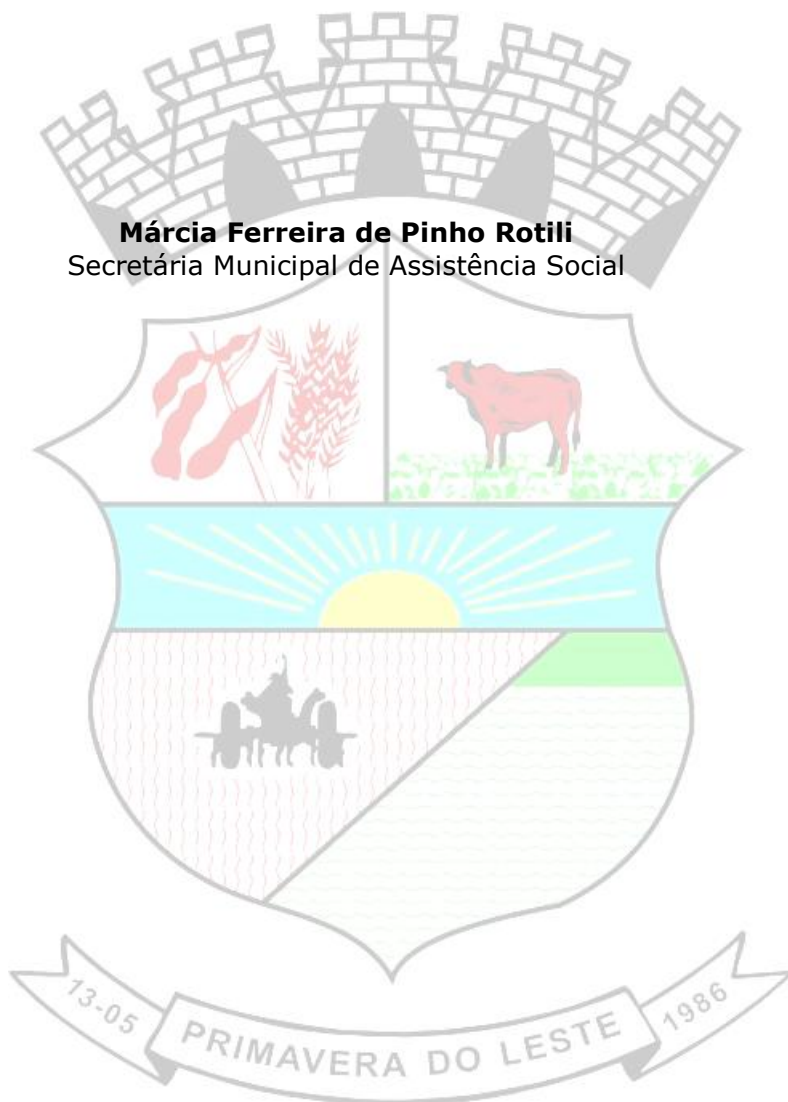 Márcia Ferreira de Pinho Rotili
Secretária Municipal de Assistência Social
13-05 PRIMAVERA DO LESTE 1986